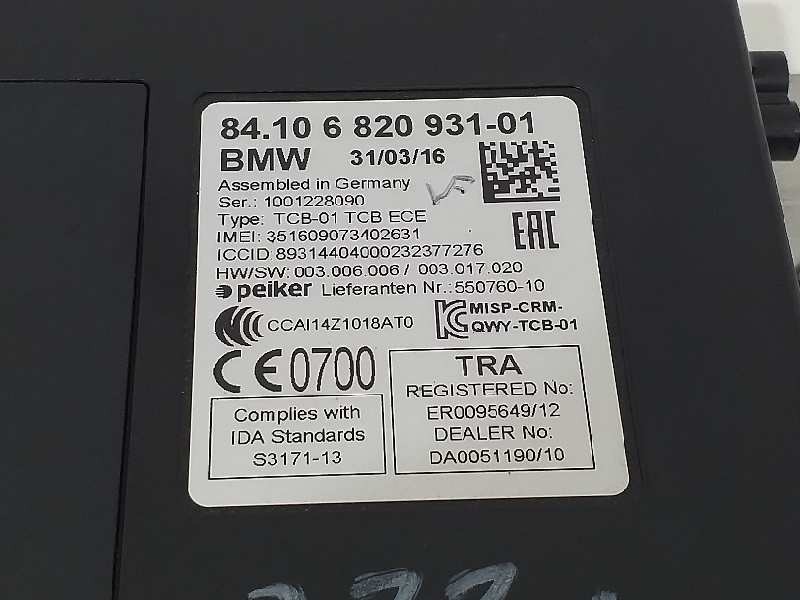 84.10 6 820 931-01
BMW 31/03/16
Assembled in Germany
Ser.: 1001228090
VF
Type: TCB-01 TCB ECE
IMEI: 351609073402631
EAC
ICCID: 89314404000232377276
HW/SW: 003.006.006 / 003.017.020
peiker Lieferanten Nr.: 550760-10
CCAI14Z1018AT0
MISP-CRM-
QWY-TCB-01
CE0700
Complies with
IDA Standards
S3171-13
TRA
REGISTERED No:
ER0095649/12
DEALER No:
DA0051190/10